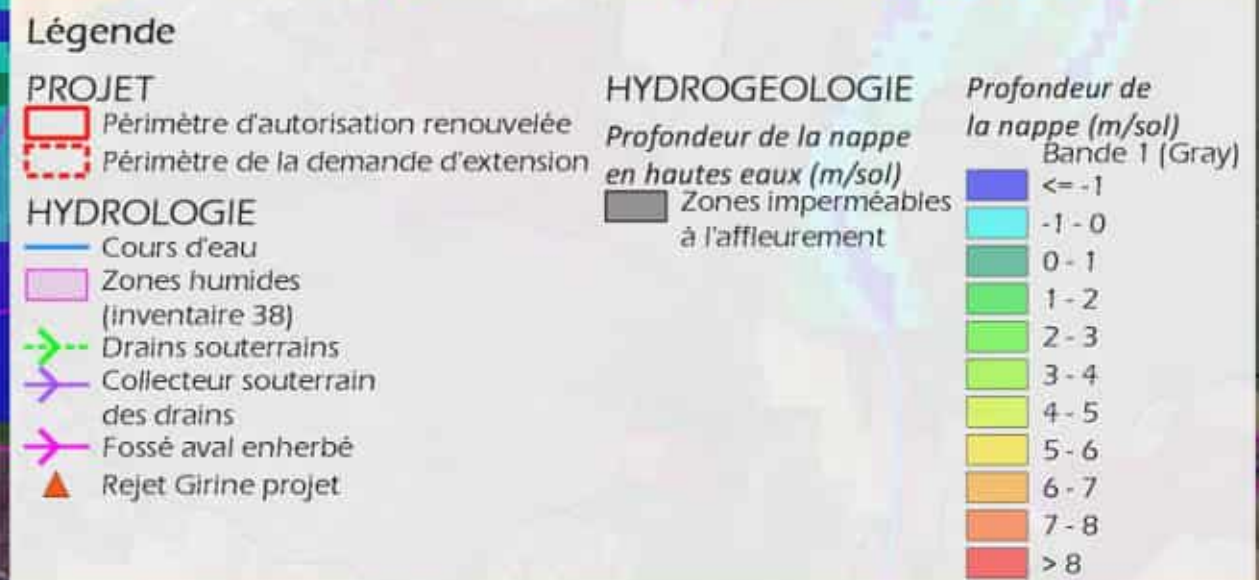 Légende
PROJET
Périmètre d'autorisation renouvelée
Périmètre de la demande d'extension
HYDROLOGIE
Cours d'eau
Zones humides
(inventaire 38)
Drains souterrains
Collecteur souterrain
des drains
Fossé aval enherbé
Rejet Girine projet
HYDROGEOLOGIE
Profondeur de la nappe
en hautes eaux (m/sol)
Zones imperméables
à l'affleurement
Profondeur de
la nappe (m/sol)
Bande 1 (Gray)
<= -1
-1 - 0
0 - 1
1 - 2
2 - 3
3 - 4
4 - 5
5 - 6
6 - 7
7 - 8
> 8